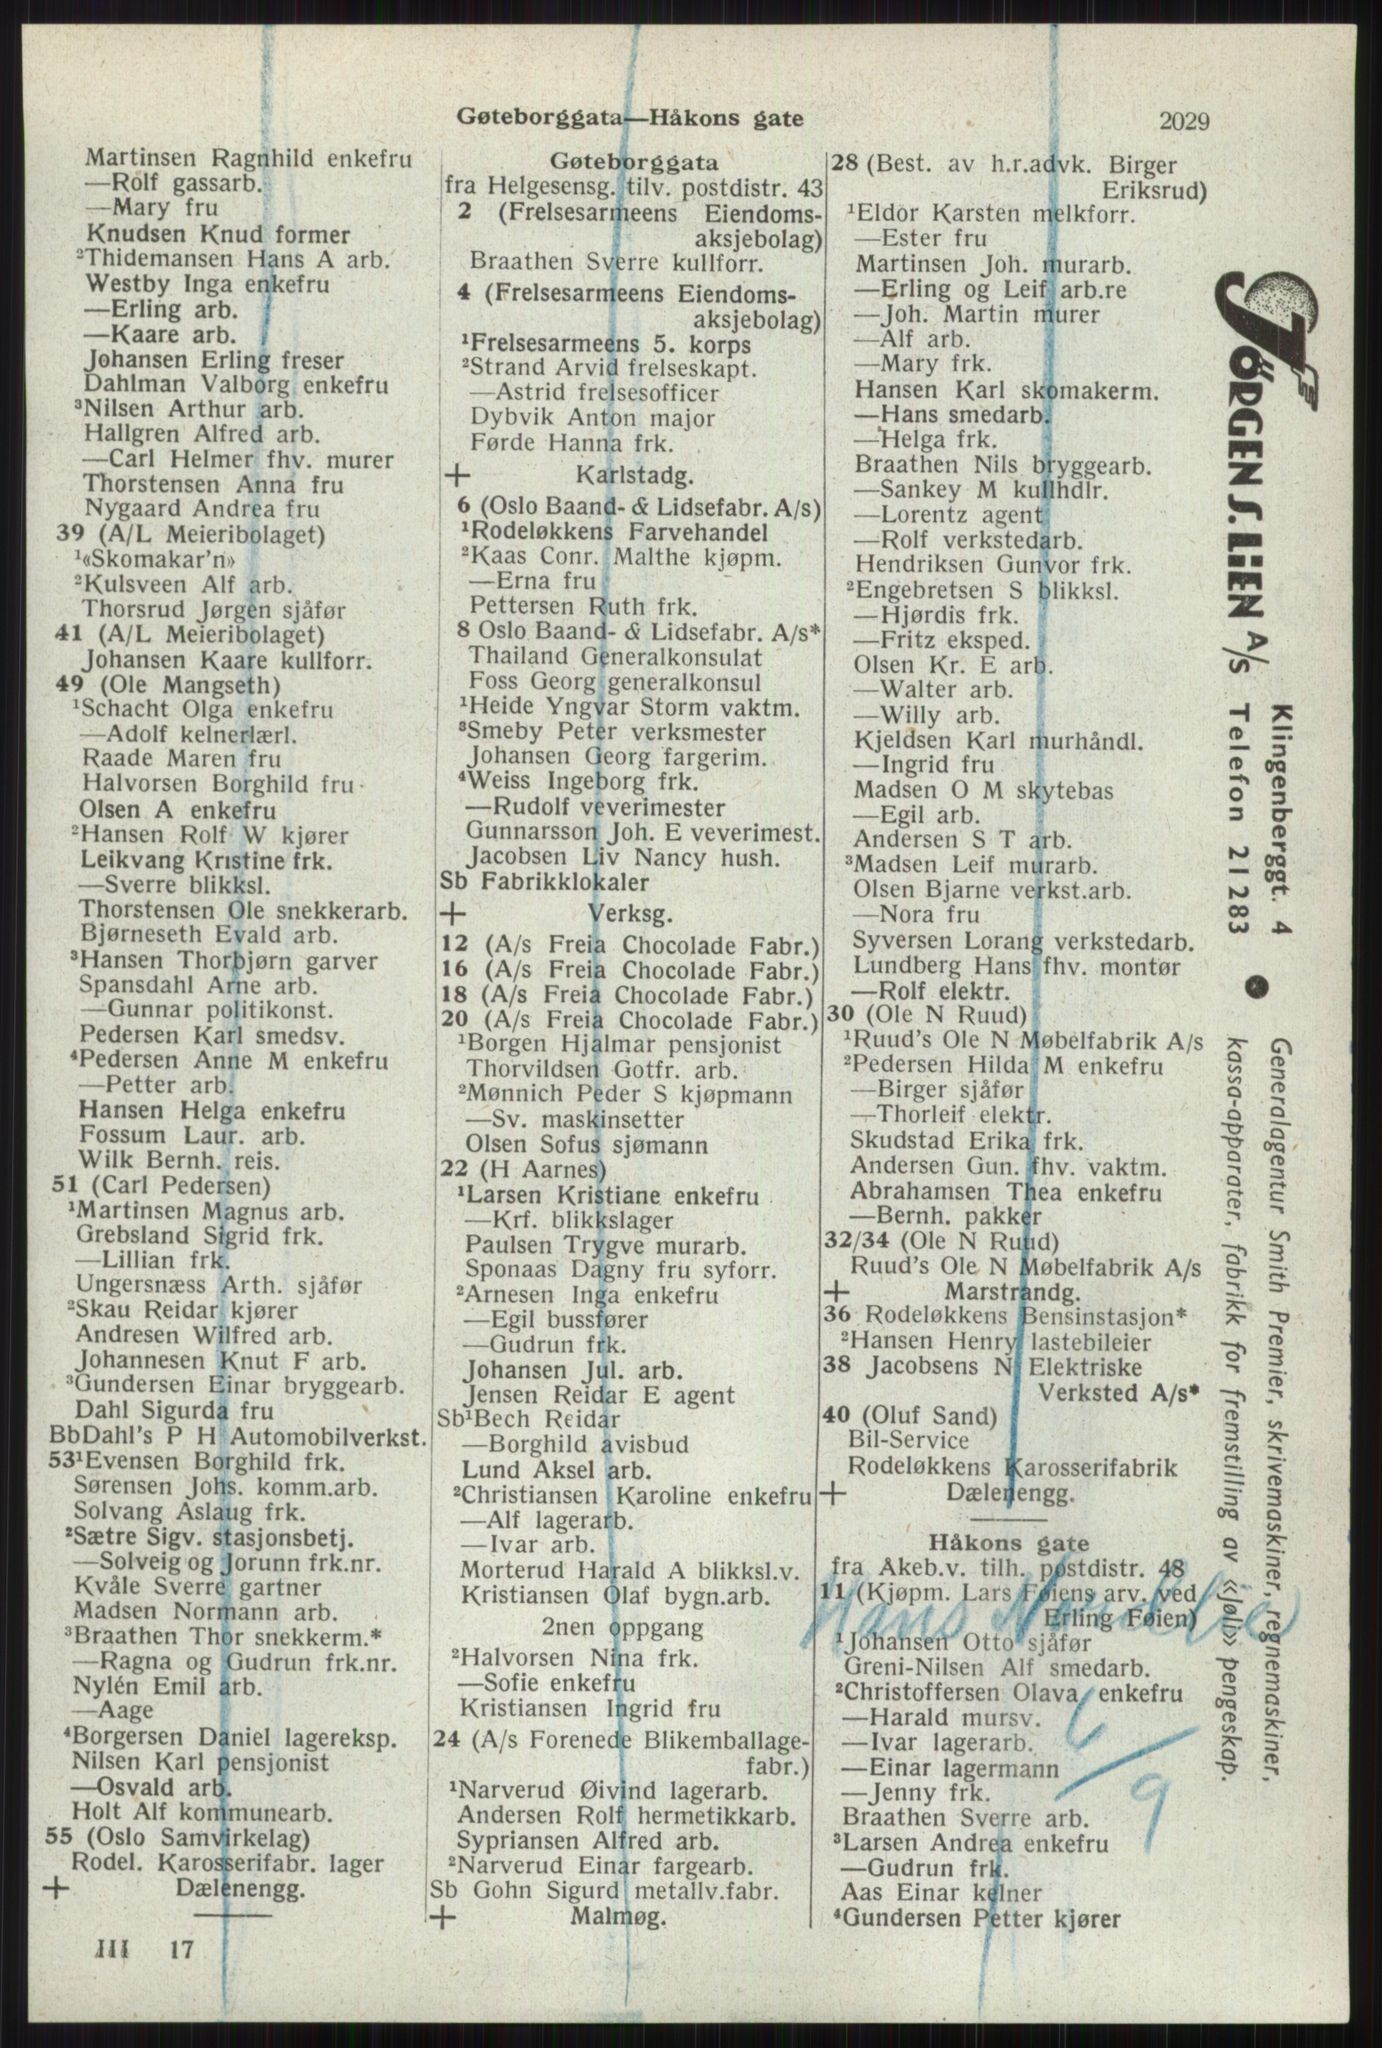 Gøteborggata—Håkons gate
2029
Martinsen Ragnhild enkefru
—Rolf gassarb.
—Mary fru
Knudsen Knud former
²Thidemansen Hans A arb.
Westby Inga enkefru
—Erling arb.
—Kaare arb.
Johansen Erling freser
Dahlman Valborg enkefru
³Nilsen Arthur arb.
Hallgren Alfred arb.
—Carl Helmer fhv. murer
Thorstensen Anna fru
Nygaard Andrea fru
39 (A/L Meieribolaget)
¹«Skomakar'n»
²Kulsveen Alf arb.
Thorsrud Jørgen sjåfør
41 (A/L Meieribolaget)
Johansen Kaare kullforr.
49 (Ole Mangseth)
¹Schacht Olga enkefru
—Adolf kelnerlærl.
Raade Maren fru
Halvorsen Borghild fru
Olsen A enkefru
²Hansen Rolf W kjører
Leikvang Kristine frk.
—Sverre blikksl.
Thorstensen Ole snekkerarb.
Bjørneseth Evald arb.
³Hansen Thorbjørn garver
Spansdahl Arne arb.
—Gunnar politikonst.
Pedersen Karl smedsv.
⁴Pedersen Anne M enkefru
—Petter arb.
Hansen Helga enkefru
Fossum Laur. arb.
Wilk Bernh. reis.
51 (Carl Pedersen)
¹Martinsen Magnus arb.
Grebsland Sigrid frk.
—Lillian frk.
Ungersnæss Arth. sjåfør
²Skau Reidar kjører
Andresen Wilfred arb.
Johannesen Knut F arb.
³Gundersen Einar bryggearb.
Dahl Sigurda fru
BbDahl's P H Automobilverkst.
53¹Evensen Borghild frk.
Sørensen Johs. komm.arb.
Solvang Aslaug frk.
²Sætre Sigv. stasjonsbetj.
—Solveig og Jorunn frk.nr.
Kvåle Sverre gartner
Madsen Normann arb.
³Braathen Thor snekkerm.*
—Ragna og Gudrun frk.nr.
Nylén Emil arb.
—Aage
⁴Borgersen Daniel lagereksp.
Nilsen Karl pensjonist
—Osvald arb.
Holt Alf kommunearb.
55 (Oslo Samvirkelag)
Rodel. Karosserifabr. lager
+ Dælenengg.
III 17
Gøteborggata
fra Helgesensg. tilv. postdistr. 43
2 (Frelsesarmeens Eiendoms-
aksjebolag)
Braathen Sverre kullforr.
4 (Frelsesarmeens Eiendoms-
aksjebolag)
¹Frelsesarmeens 5. korps
²Strand Arvid frelseskapt.
—Astrid frelsesofficer
Dybvik Anton major
Førde Hanna frk.
+ Karlstadg.
6 (Oslo Baand- & Lidsefabr. A/s)
¹Rodeløkkens Farvehandel
²Kaas Conr. Malthe kjøpm.
—Erna fru
Pettersen Ruth frk.
8 Oslo Baand- & Lidsefabr. A/s*
Thailand Generalkonsulat
Foss Georg generalkonsul
¹Heide Yngvar Storm vaktm.
³Smeby Peter verksmester
Johansen Georg fargerim.
⁴Weiss Ingeborg frk.
—Rudolf veverimester
Gunnarsson Joh. E veverimest.
Jacobsen Liv Nancy hush.
Sb Fabrikklokaler
+ Verksg.
12 (A/s Freia Chocolade Fabr.)
16 (A/s Freia Chocolade Fabr.)
18 (A/s Freia Chocolade Fabr.)
20 (A/s Freia Chocolade Fabr.)
¹Borgen Hjalmar pensjonist
Thorvildsen Gotfr. arb.
²Mønnich Peder S kjøpmann
—Sv. maskinsetter
Olsen Sofus sjømann
22 (H Aarnes)
¹Larsen Kristiane enkefru
—Krf. blikkslager
Paulsen Trygve murarb.
Sponaas Dagny fru syforr.
²Arnesen Inga enkefru
—Egil bussfører
—Gudrun frk.
Johansen Jul. arb.
Jensen Reidar E agent
Sb¹Bech Reidar
—Borghild avisbud
Lund Aksel arb.
²Christiansen Karoline enkefru
—Alf lagerarb.
—Ivar arb.
Morterud Harald A blikksl.v.
Kristiansen Olaf bygn.arb.
2nen oppgang
²Halvorsen Nina frk.
—Sofie enkefru
Kristiansen Ingrid fru
24 (A/s Forenede Blikemballage-
fabr.)
¹Narverud Øivind lagerarb.
Andersen Rolf hermetikkarb.
Sypriansen Alfred arb.
²Narverud Einar fargearb.
Sb Gohn Sigurd metallv.fabr.
+ Malmøg.
28 (Best. av h.r.advk. Birger
Eriksrud)
¹Eldor Karsten melkforr.
—Ester fru
Martinsen Joh. murarb.
—Erling og Leif arb.re
—Joh. Martin murer
—Alf arb.
—Mary frk.
Hansen Karl skomakerm.
—Hans smedarb.
—Helga frk.
Braathen Nils bryggearb.
—Sankey M kullhdlr.
—Lorentz agent
—Rolf verkstedarb.
Hendriksen Gunvor frk.
²Engebretsen S blikksl.
—Hjørdis frk.
—Fritz eksped.
Olsen Kr. E arb.
—Walter arb.
—Willy arb.
Kjeldsen Karl murhåndl.
—Ingrid fru
Madsen O M skytebas
—Egil arb.
Andersen S T arb.
³Madsen Leif murarb.
Olsen Bjarne verkst.arb.
—Nora fru
Syversen Lorang verkstedarb.
Lundberg Hans fhv. montør
—Rolf elektr.
30 (Ole N Ruud)
¹Ruud's Ole N Møbelfabrik A/s
²Pedersen Hilda M enkefru
—Birger sjåfør
—Thorleif elektr.
Skudstad Erika frk.
Andersen Gun. fhv. vaktm.
Abrahamsen Thea enkefru
—Bernh. pakker
32/34 (Ole N Ruud)
Ruud's Ole N Møbelfabrik A/s
+ Marstrandg.
36 Rodeløkkens Bensinstasjon*
²Hansen Henry lastebileier
38 Jacobsens N Elektriske
Verksted A/s*
40 (Oluf Sand)
Bil-Service
Rodeløkkens Karosserifabrik
+ Dælenengg.
Håkons gate
fra Åkeb.v. tilh. postdistr. 48
11 (Kjøpm. Lars Føiens arv. ved
Erling Føien)
¹Johansen Otto sjåfør
Greni-Nilsen Alf smedarb.
²Christoffersen Olava enkefru
—Harald mursv.
—Ivar lagerarb.
—Einar lagermann
—Jenny frk.
Braathen Sverre arb.
³Larsen Andrea enkefru
—Gudrun frk.
Aas Einar kelner
⁴Gundersen Petter kjører
Hans
6/9
JÖRGEN S. LIEN A/S
Klingenberggt. 4
Telefon 21283
Generalagentur Smith Premier, skrivemaskiner, regnemaskiner,
kassa-apparater, fabrikk for fremstilling av «Joli» pengeskap.